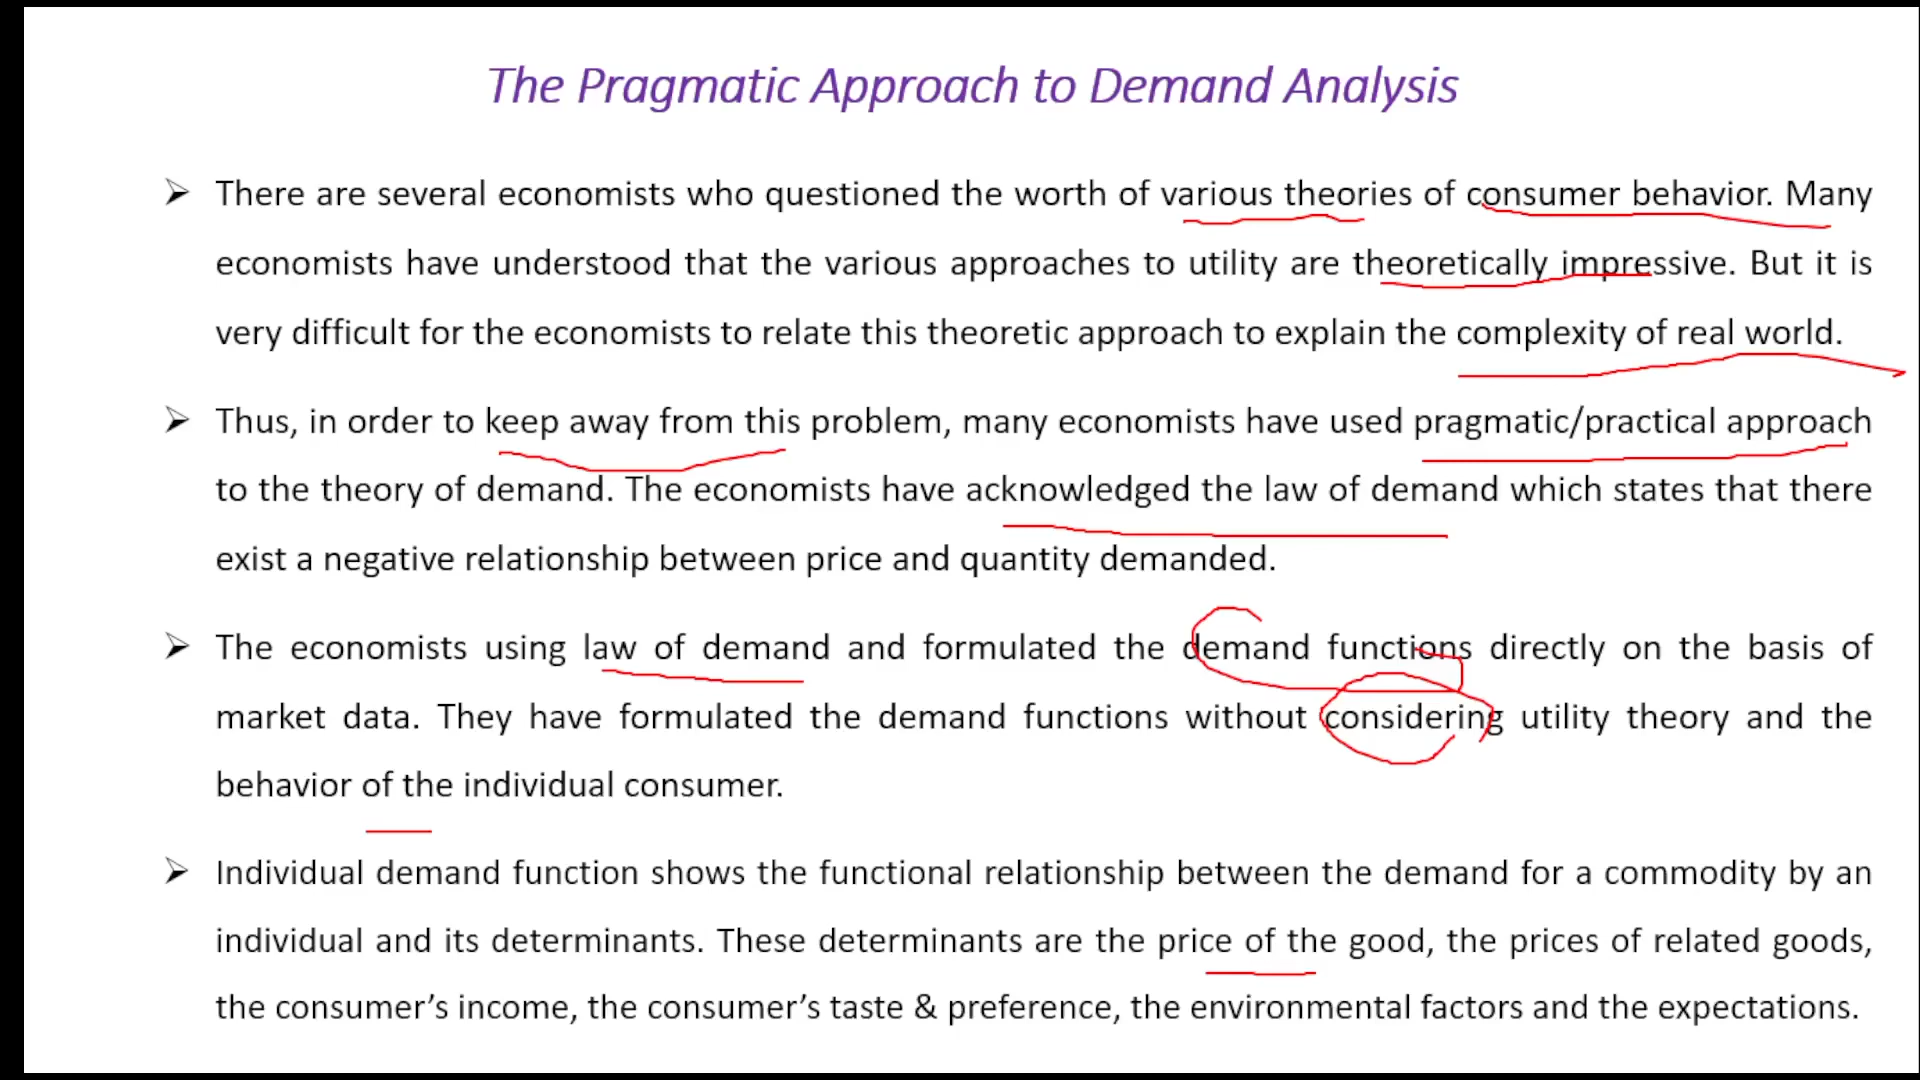 The Pragmatic Approach to Demand Analysis
➢ There are several economists who questioned the worth of various theories of consumer behavior. Many
economists have understood that the various approaches to utility are theoretically impressive. But it is
very difficult for the economists to relate this theoretic approach to explain the complexity of real world.
➢ Thus, in order to keep away from this problem, many economists have used pragmatic/practical approach
to the theory of demand. The economists have acknowledged the law of demand which states that there
exist a negative relationship between price and quantity demanded.
➢ The economists using law of demand and formulated the demand functions directly on the basis of
market data. They have formulated the demand functions without considering utility theory and the
behavior of the individual consumer.
➢ Individual demand function shows the functional relationship between the demand for a commodity by an
individual and its determinants. These determinants are the price of the good, the prices of related goods,
the consumer’s income, the consumer’s taste & preference, the environmental factors and the expectations.